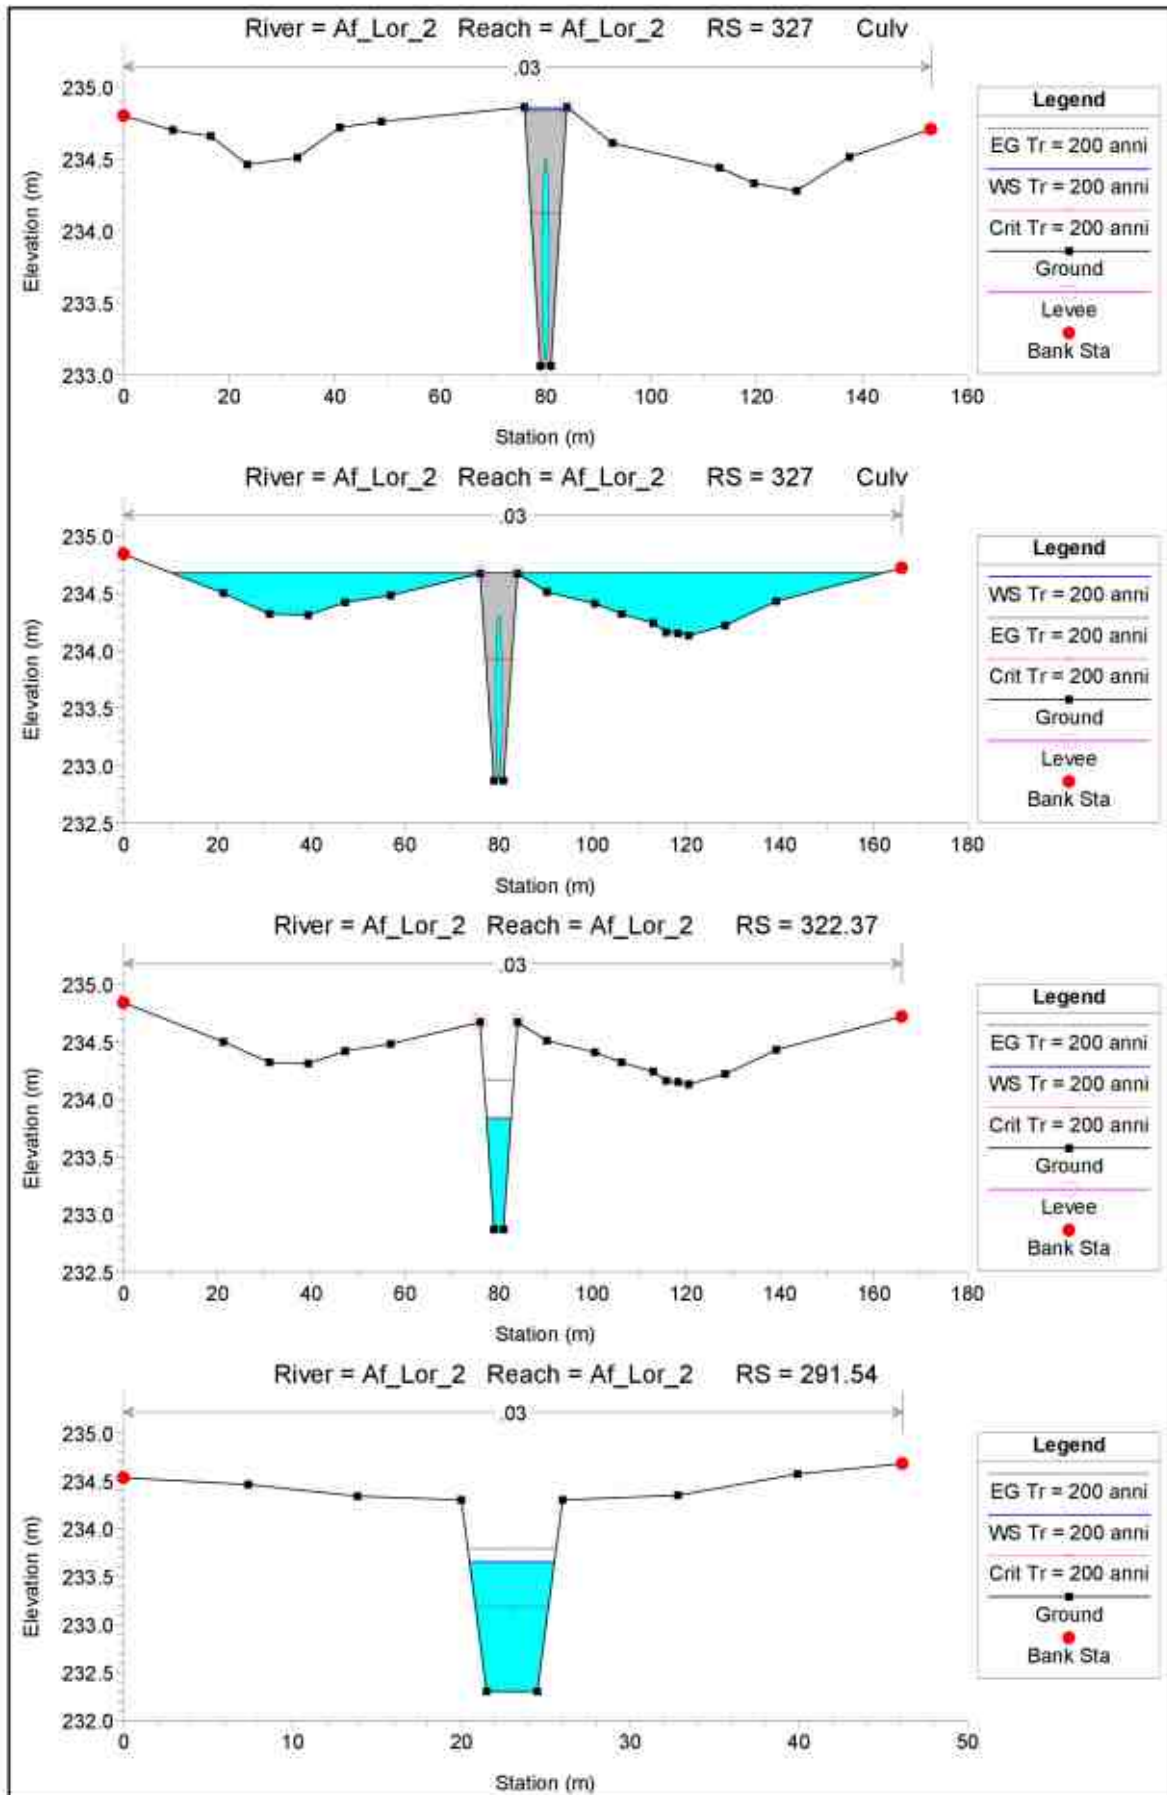 River = Af_Lor_2 Reach = Af_Lor_2 RS = 327 Culv
.03
235.0
234.5
234.0
233.5
233.0
Elevation (m)
0 20 40 60 80 100 120 140 160
Station (m)
Legend
EG Tr = 200 anni
WS Tr = 200 anni
Crit Tr = 200 anni
Ground
Levee
Bank Sta
River = Af_Lor_2 Reach = Af_Lor_2 RS = 327 Culv
.03
235.0
234.5
234.0
233.5
233.0
232.5
Elevation (m)
0 20 40 60 80 100 120 140 160 180
Station (m)
Legend
WS Tr = 200 anni
EG Tr = 200 anni
Crit Tr = 200 anni
Ground
Levee
Bank Sta
River = Af_Lor_2 Reach = Af_Lor_2 RS = 322.37
.03
235.0
234.5
234.0
233.5
233.0
232.5
Elevation (m)
0 20 40 60 80 100 120 140 160 180
Station (m)
Legend
EG Tr = 200 anni
WS Tr = 200 anni
Crit Tr = 200 anni
Ground
Levee
Bank Sta
River = Af_Lor_2 Reach = Af_Lor_2 RS = 291.54
.03
235.0
234.5
234.0
233.5
233.0
232.5
232.0
Elevation (m)
0 10 20 30 40 50
Station (m)
Legend
EG Tr = 200 anni
WS Tr = 200 anni
Crit Tr = 200 anni
Ground
Bank Sta